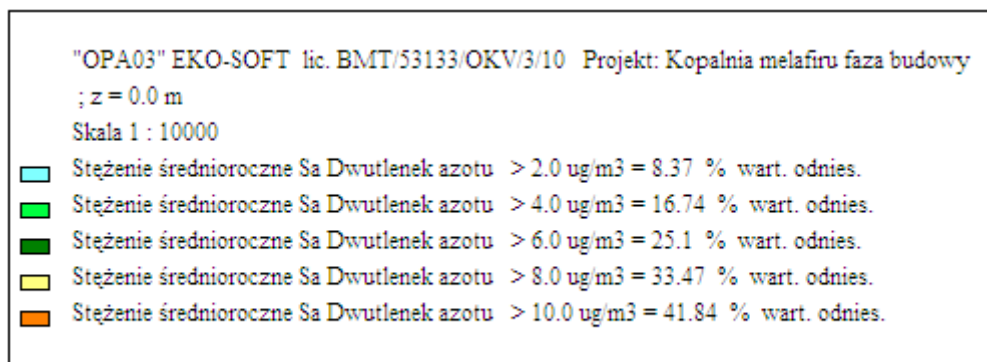 "OPA03" EKO-SOFT lic. BMT/53133/OKV/3/10 Projekt: Kopalnia melafiru faza budowy
; z = 0.0 m
Skala 1 : 10000
Stężenie średnioroczne Sa Dwutlenek azotu > 2.0 ug/m3 = 8.37 % wart. odnies.
Stężenie średnioroczne Sa Dwutlenek azotu > 4.0 ug/m3 = 16.74 % wart. odnies.
Stężenie średnioroczne Sa Dwutlenek azotu > 6.0 ug/m3 = 25.1 % wart. odnies.
Stężenie średnioroczne Sa Dwutlenek azotu > 8.0 ug/m3 = 33.47 % wart. odnies.
Stężenie średnioroczne Sa Dwutlenek azotu > 10.0 ug/m3 = 41.84 % wart. odnies.